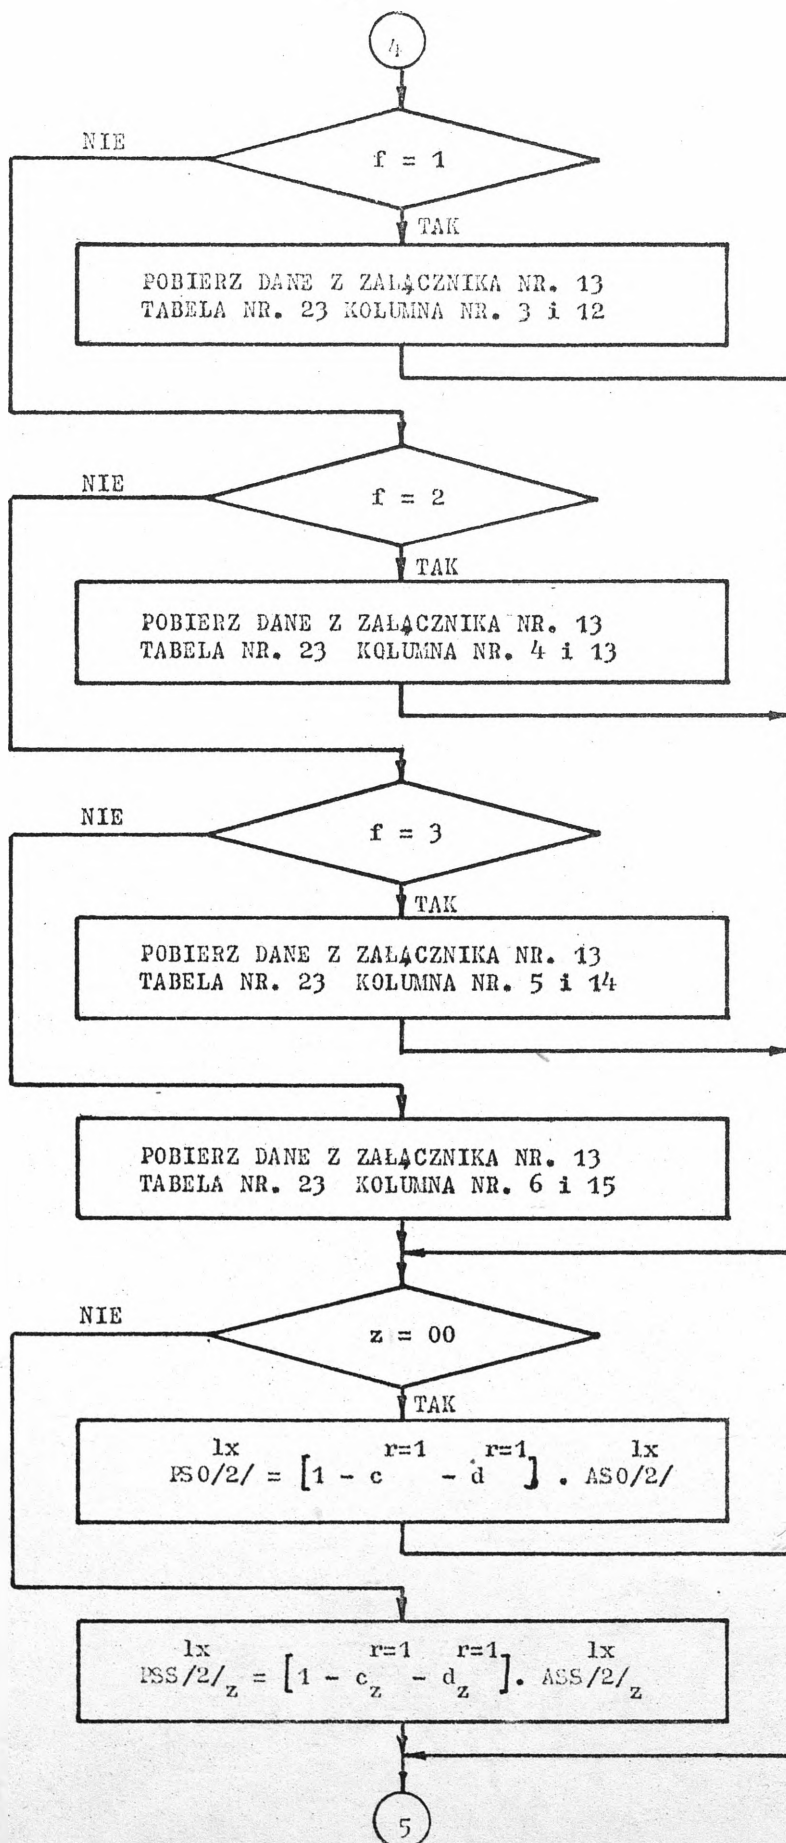 4
NIE
f = 1
TAK
POBIERZ DANE Z ZAŁĄCZNIKA NR. 13
TABELA NR. 23 KOLUMNA NR. 3 i 12
NIE
f = 2
TAK
POBIERZ DANE Z ZAŁĄCZNIKA NR. 13
TABELA NR. 23 KOLUMNA NR. 4 i 13
NIE
f = 3
TAK
POBIERZ DANE Z ZAŁĄCZNIKA NR. 13
TABELA NR. 23 KOLUMNA NR. 5 i 14
POBIERZ DANE Z ZAŁĄCZNIKA NR. 13
TABELA NR. 23 KOLUMNA NR. 6 i 15
NIE
z = 00
TAK
lx r=1 r=1 lx
PSO/2/ = [1 - c - d ] . ASO/2/
lx r=1 r=1 lx
PSS/2/z = [1 - cz - dz ]. ASS/2/z
5